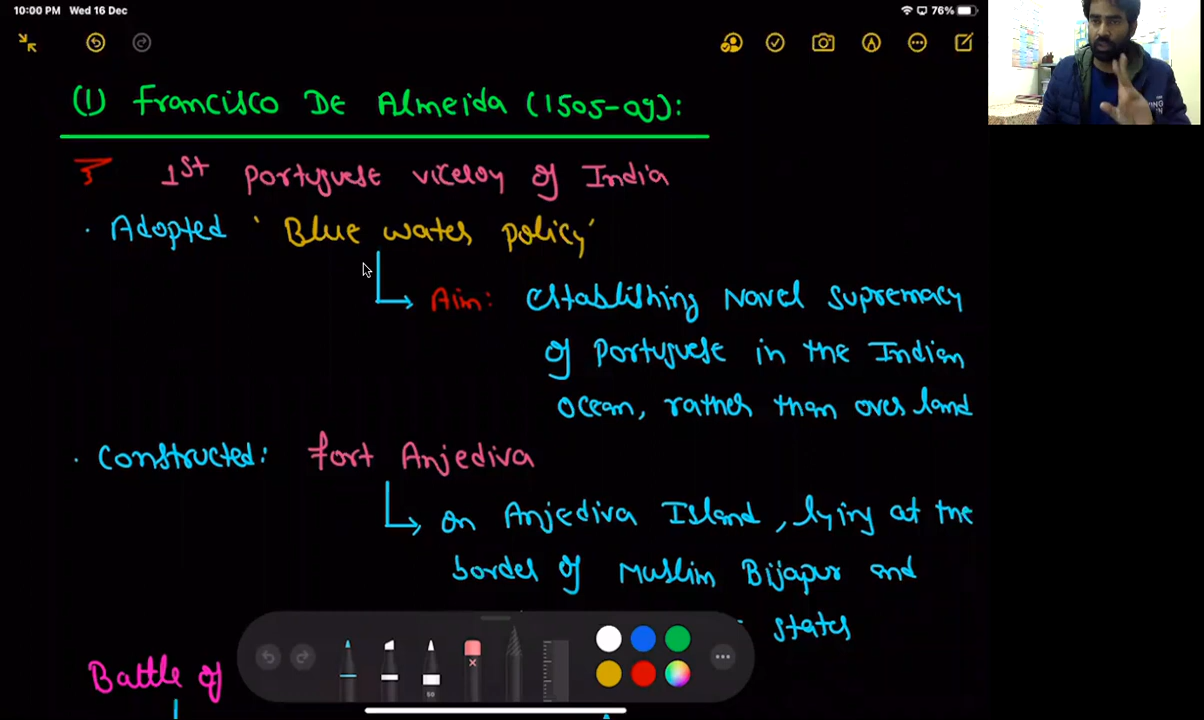 10:00 PM Wed 16 Dec 76%
(1) Francisco De Almeida (1505-09):
1st Portuguese viceroy of India
· Adopted 'Blue water policy'
Aim: establishing Navel supremacy
of Portuguese in the Indian
Ocean, rather than over land
· Constructed: fort Anjediva
on Anjediva Island, lying at the
border of Muslim Bijapur and
states
Battle of
50